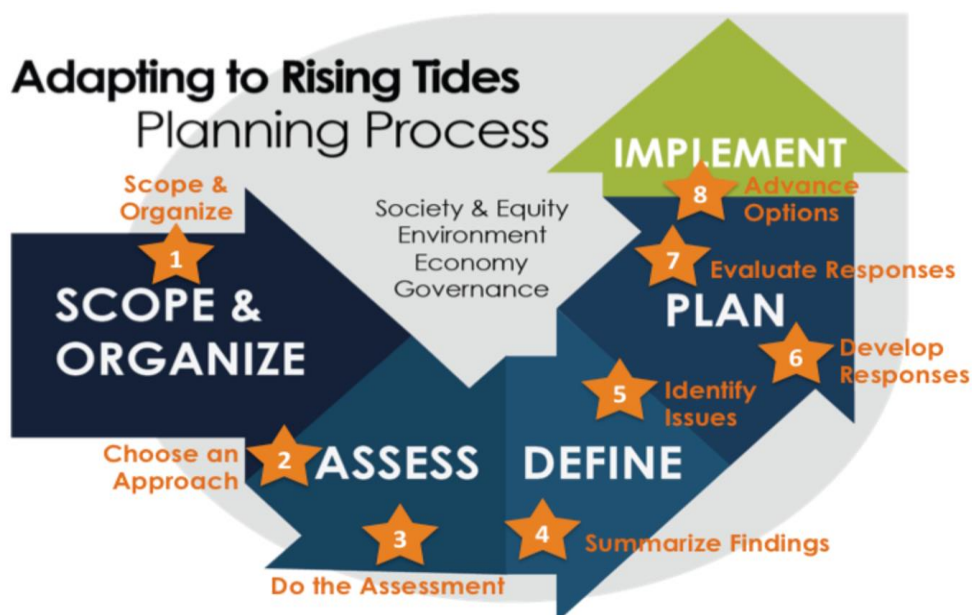 Adapting to Rising Tides
Planning Process
Scope &
Organize
1
SCOPE &
ORGANIZE
Society & Equity
Environment
Economy
Governance
Choose an
Approach
2
ASSESS
3
Do the Assessment
DEFINE
4
Summarize Findings
5
Identify
Issues
PLAN
6
Develop
Responses
7
Evaluate Responses
IMPLEMENT
8
Advance
Options